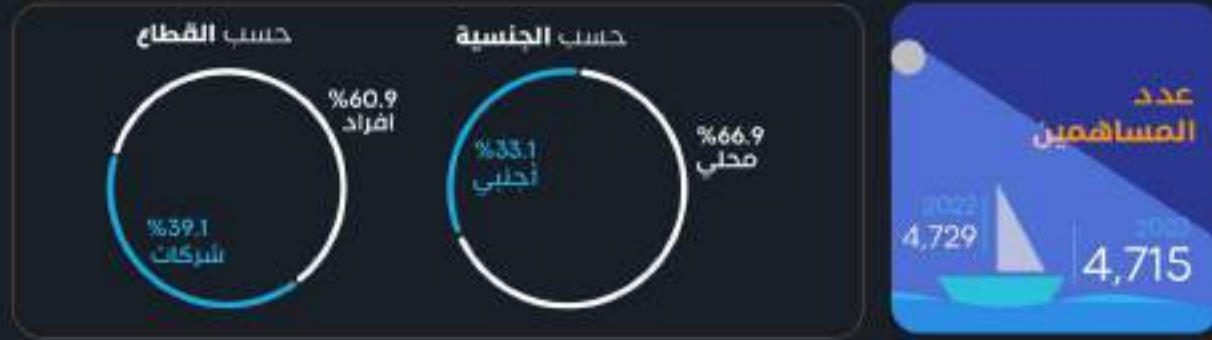 عدد
المساهمين
2023
4,715
2022
4,729
حسب الجنسية
%66.9
محلي
%33.1
أجنبي
حسب القطاع
%60.9
افراد
%39.1
شركات